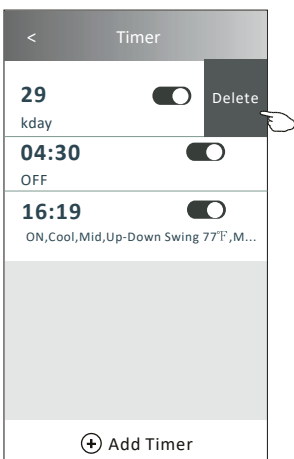 < Timer
29
Delete
kday
04:30
OFF
16:19
ON,Cool,Mid,Up-Down Swing 77°F,M...
Add Timer